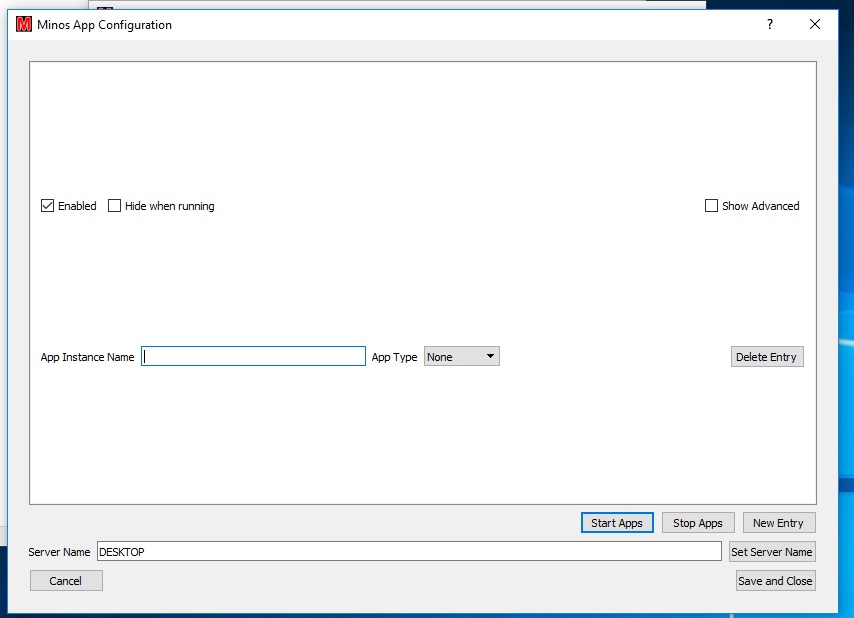 Minos App Configuration ?
Enabled Hide when running Show Advanced
App Instance Name App Type None Delete Entry
Start Apps Stop Apps New Entry
Server Name DESKTOP Set Server Name
Cancel Save and Close